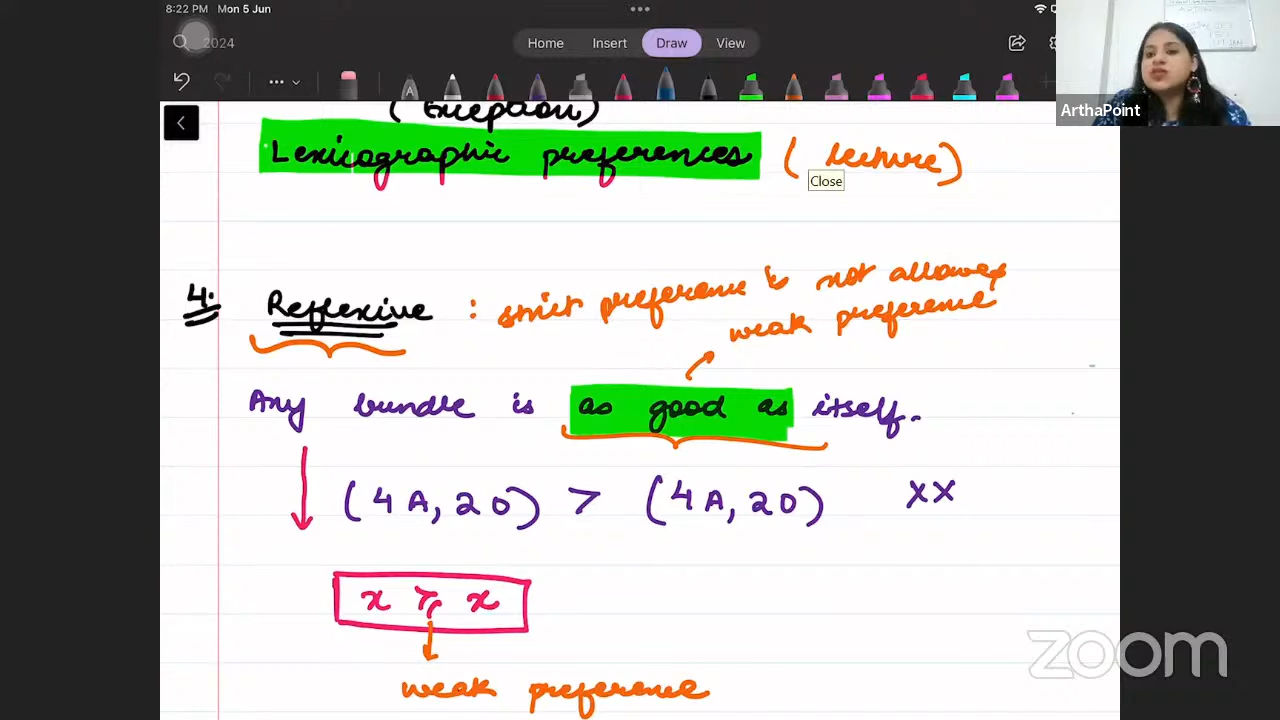 8:22 PM Mon 5 Jun
2024
Home Insert Draw View
ArthaPoint
(Exception)
Lexicographic preferences (lecture)
Close
4. Reflexive : strict preference is not allowed
weak preference
Any bundle is as good as itself.
(4A, 20) > (4A, 20) XX
x ≽ x
weak preference
zoom